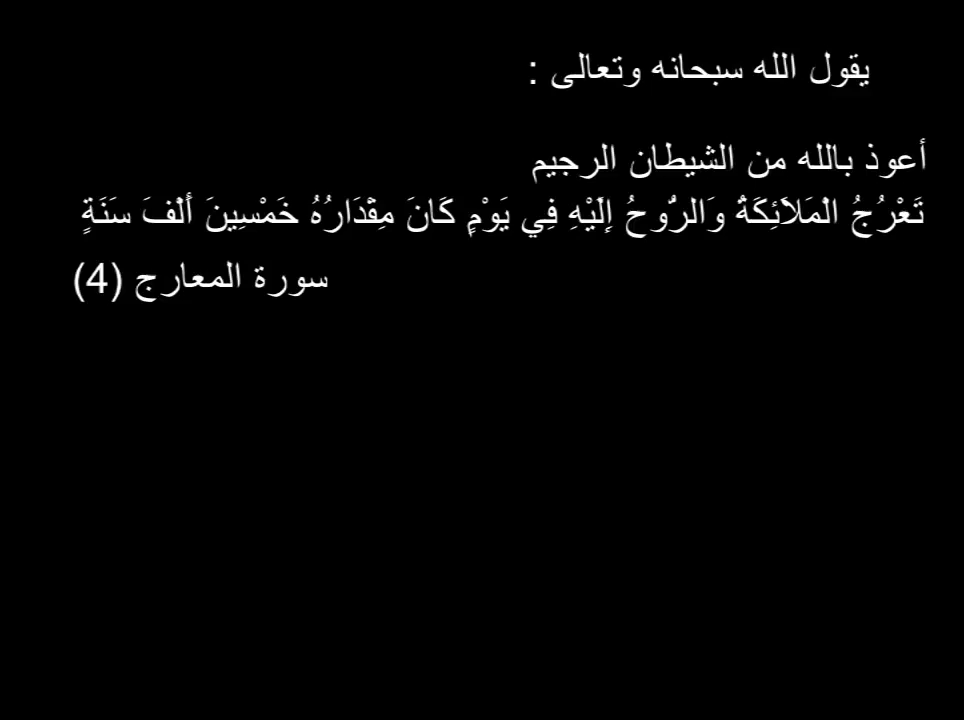 يقول الله سبحانه وتعالى :
أعوذ بالله من الشيطان الرجيم
تَعْرُجُ الْمَلَائِكَةُ وَالرُّوحُ إِلَيْهِ فِي يَوْمٍ كَانَ مِقْدَارُهُ خَمْسِينَ أَلْفَ سَنَةٍ
سورة المعارج (4)